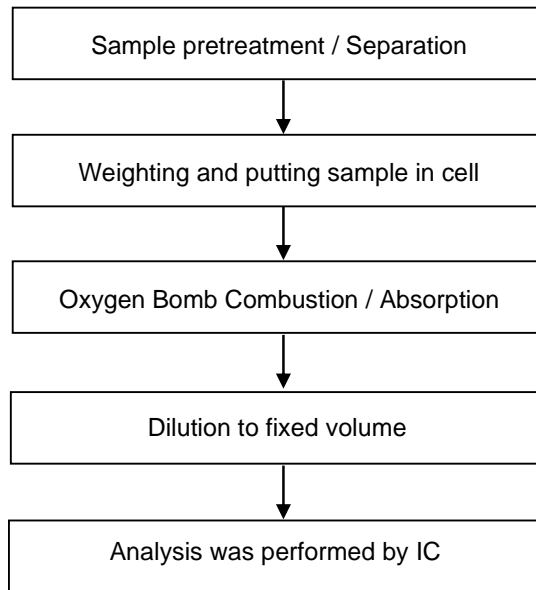 Sample pretreatment / Separation
Weighting and putting sample in cell
Oxygen Bomb Combustion / Absorption
Dilution to fixed volume
Analysis was performed by IC